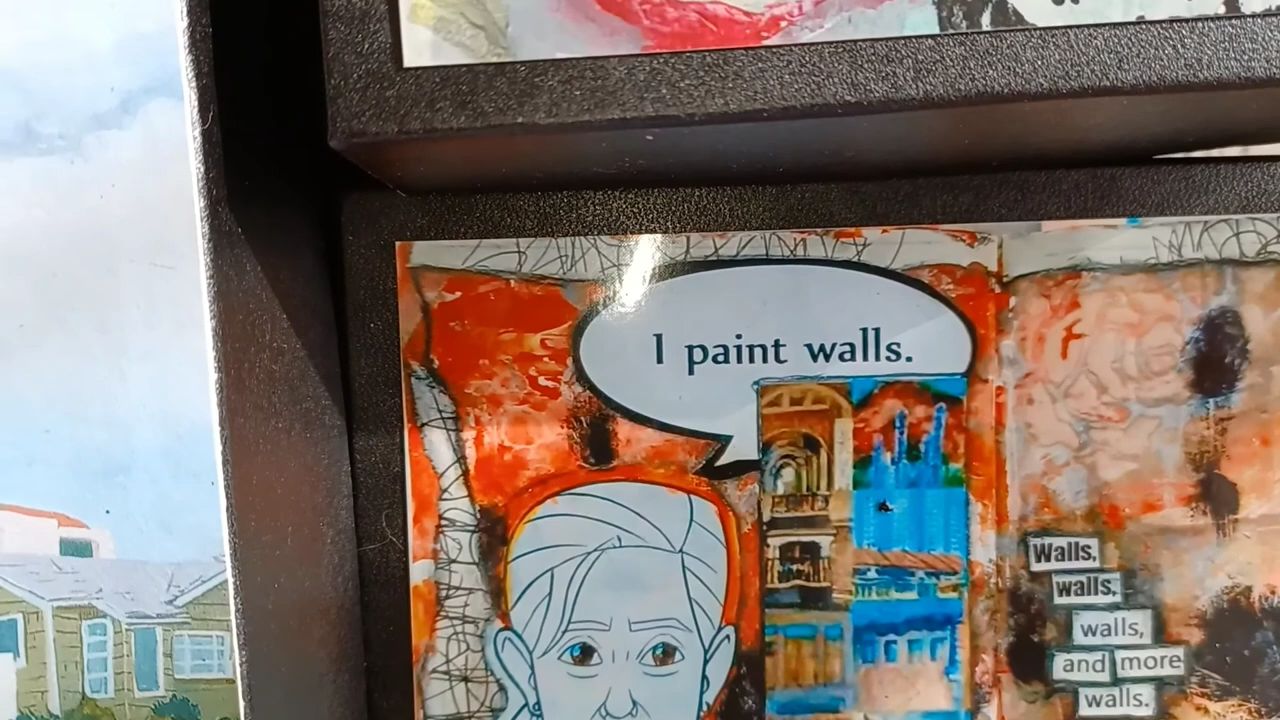 I paint walls.
Walls,
walls,
walls,
and more
walls.